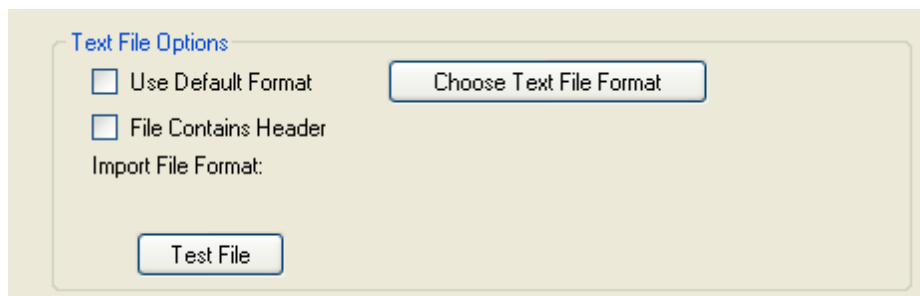 Text File Options
Use Default Format
Choose Text File Format
File Contains Header
Import File Format:
Test File